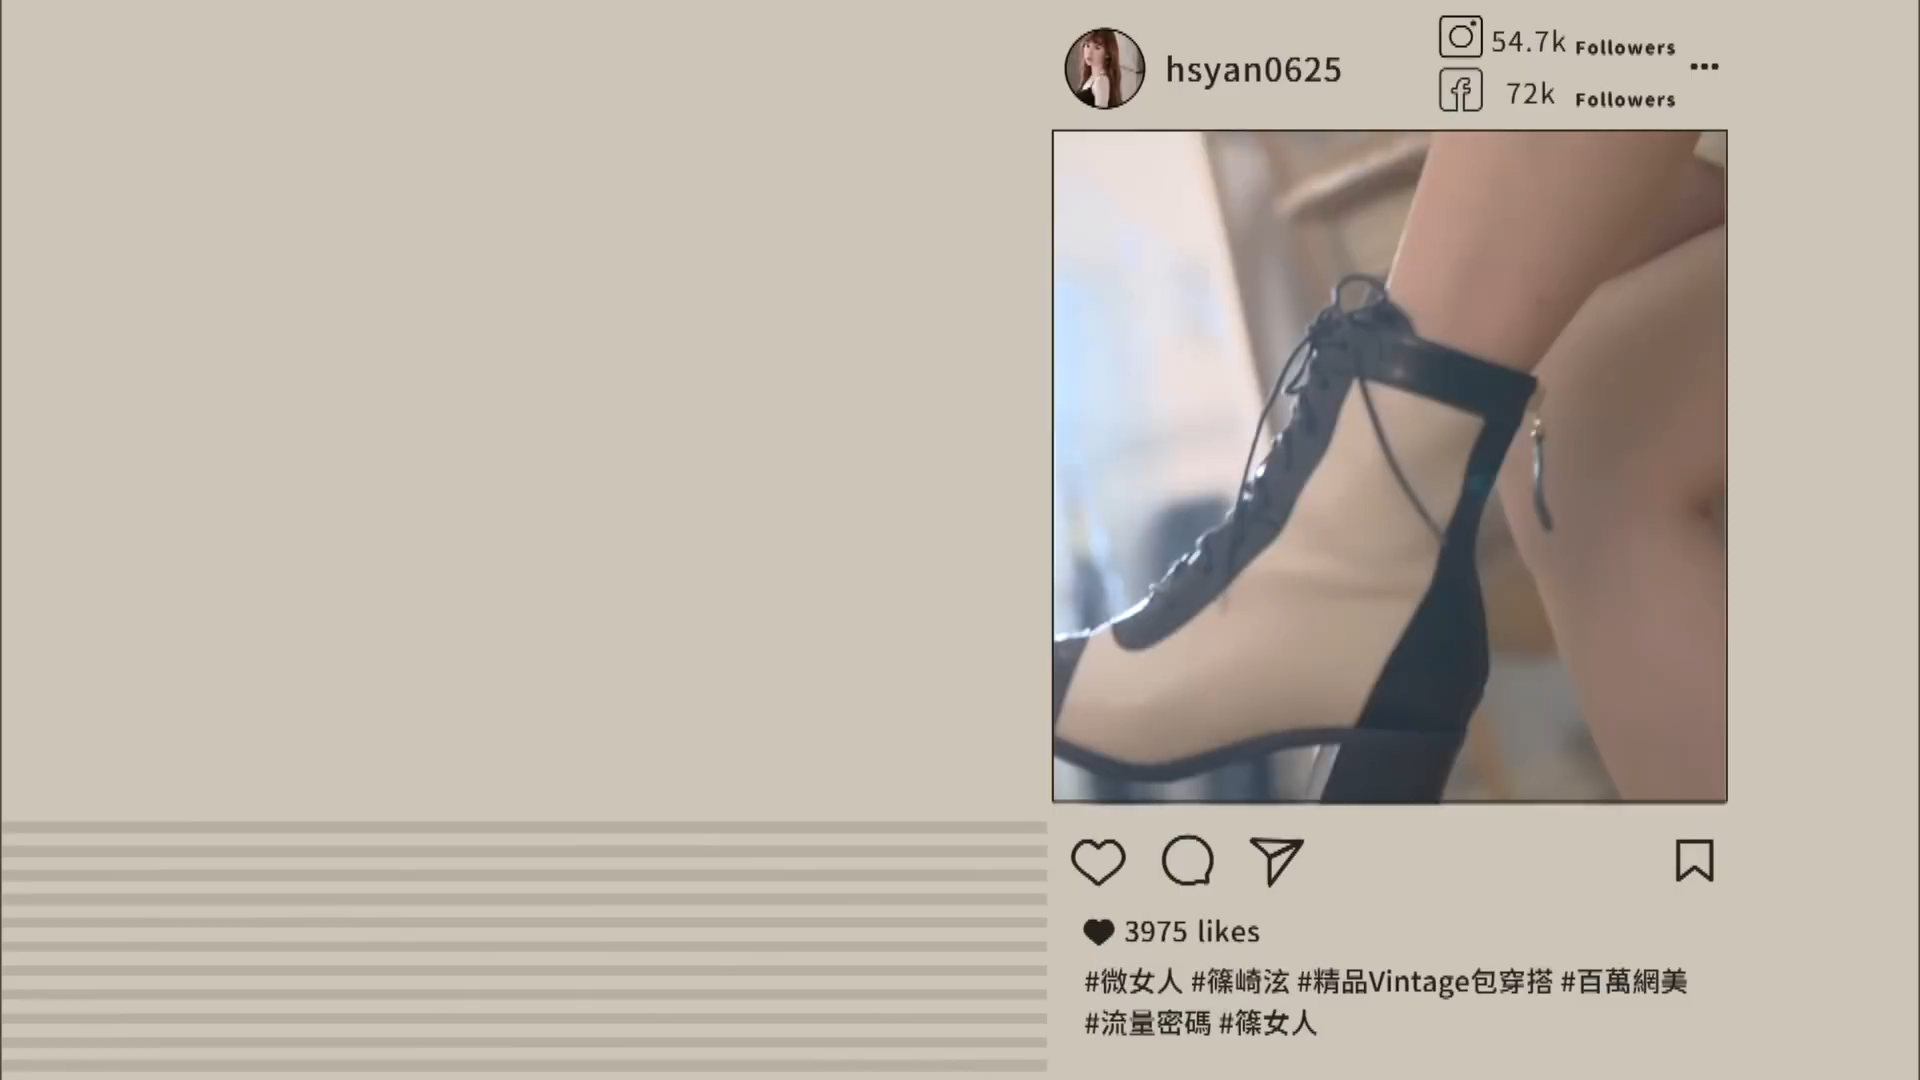 hsyan0625
54.7k Followers
72k Followers
3975 likes
#微女人 #篠崎泫 #精品Vintage包穿搭 #百萬網美
#流量密碼 #篠女人